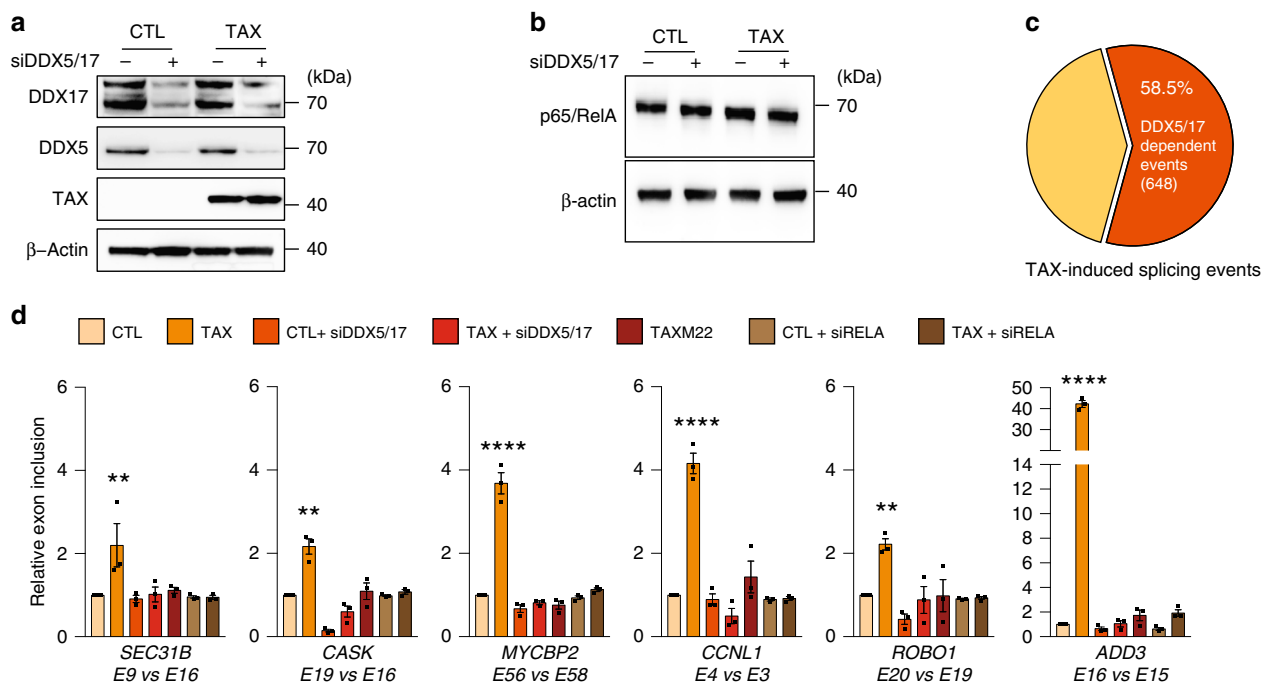 a
CTL TAX
siDDX5/17 – + – + (kDa)
DDX17 70
DDX5 70
TAX 40
β–Actin 40
b
CTL TAX
siDDX5/17 – + – + (kDa)
p65/RelA 70
β-actin 40
c
58.5%
DDX5/17
dependent
events
(648)
TAX-induced splicing events
d
CTL TAX CTL+ siDDX5/17 TAX + siDDX5/17 TAXM22 CTL + siRELA TAX + siRELA
Relative exon inclusion
6
4
2
0
**
SEC31B
E9 vs E16
6
4
2
0
**
CASK
E19 vs E16
6
4
2
0
****
MYCBP2
E56 vs E58
6
4
2
0
****
CCNL1
E4 vs E3
6
4
2
0
**
ROBO1
E20 vs E19
50
40
30
14
12
10
8
6
4
2
0
****
ADD3
E16 vs E15